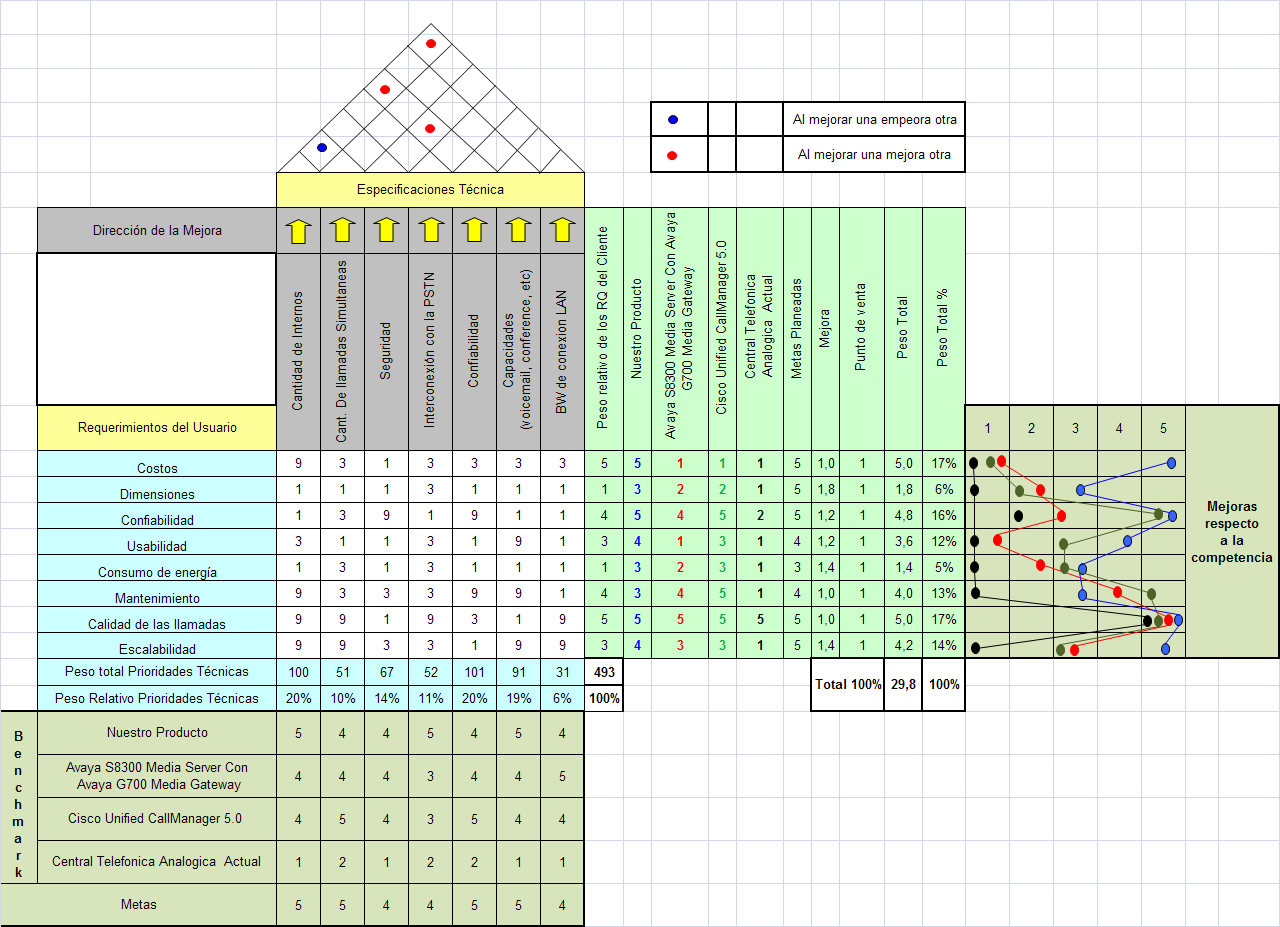 Al mejorar una empeora otra
Al mejorar una mejora otra
Especificaciones Técnica
Dirección de la Mejora
Cantidad de Internos
Cant. De llamadas Simultaneas
Seguridad
Interconexión con la PSTN
Confiabilidad
Capacidades
(voicemail, conference, etc)
BW de conexion LAN
Peso relativo de los RQ del Cliente
Nuestro Producto
Avaya S8300 Media Server Con Avaya
G700 Media Gateway
Cisco Unified CallManager 5.0
Central Telefonica
Analogica Actual
Metas Planeadas
Mejora
Punto de venta
Peso Total
Peso Total %
Requerimientos del Usuario
1 2 3 4 5
Costos 9 3 1 3 3 3 3 5 5 1 1 1 5 1,0 1 5,0 17%
Dimensiones 1 1 1 3 1 1 1 1 3 2 2 1 5 1,8 1 1,8 6%
Confiabilidad 1 3 9 1 9 1 1 4 5 4 5 2 5 1,2 1 4,8 16%
Usabilidad 3 1 1 3 1 9 1 3 4 1 3 1 4 1,2 1 3,6 12%
Consumo de energía 1 3 1 3 1 1 1 1 3 2 3 1 3 1,4 1 1,4 5%
Mantenimiento 9 3 3 3 9 9 1 4 3 4 5 1 4 1,0 1 4,0 13%
Calidad de las llamadas 9 9 1 9 3 1 9 5 5 5 5 5 5 1,0 1 5,0 17%
Escalabilidad 9 9 3 3 1 9 9 3 4 3 3 1 5 1,4 1 4,2 14%
Mejoras
respecto
a la
competencia
Peso total Prioridades Técnicas 100 51 67 52 101 91 31 493
Peso Relativo Prioridades Técnicas 20% 10% 14% 11% 20% 19% 6% 100%
Total 100% 29,8 100%
Benchmark
Nuestro Producto 5 4 4 5 4 5 4
Avaya S8300 Media Server Con
Avaya G700 Media Gateway 4 4 4 3 4 4 5
Cisco Unified CallManager 5.0 4 5 4 3 5 4 4
Central Telefonica Analogica Actual 1 2 1 2 2 1 1
Metas 5 5 4 4 5 5 4